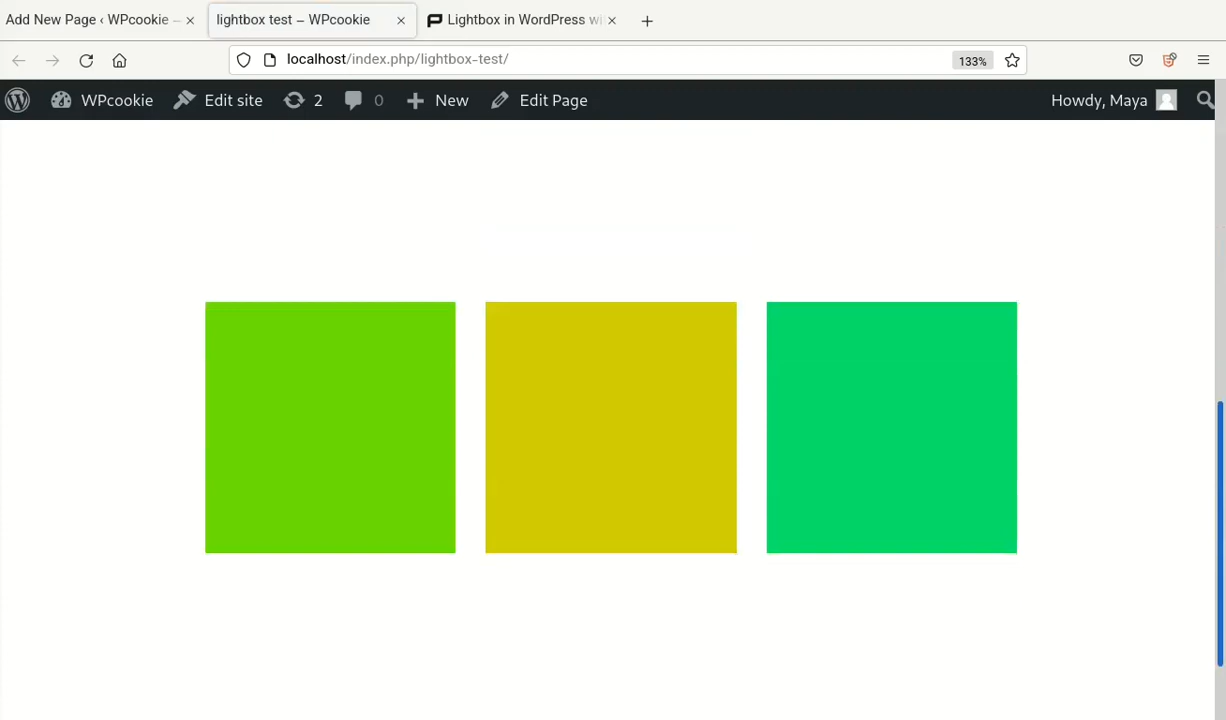 Add New Page ‹ WPcookie —
lightbox test – WPcookie
Lightbox in WordPress wi
localhost/index.php/lightbox-test/
133%
WPcookie
Edit site
2
0
New
Edit Page
Howdy, Maya